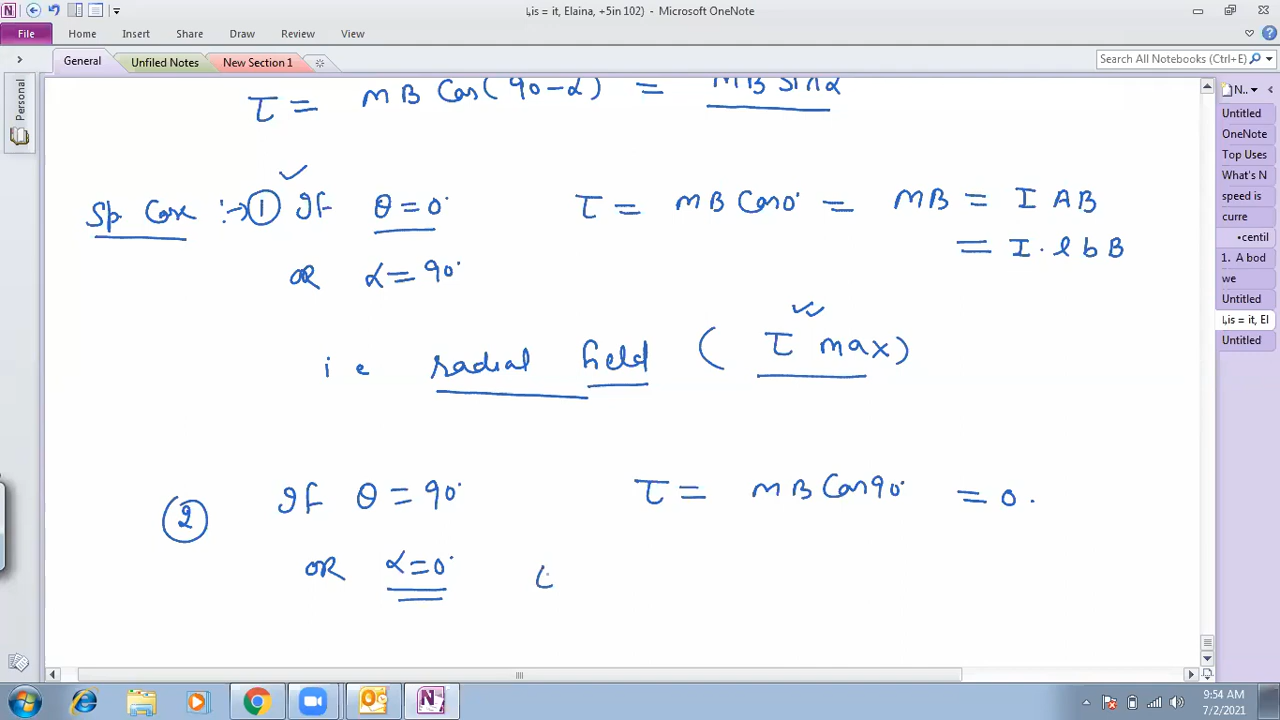 Lis = it, Elaina, +5in 102) - Microsoft OneNote
File Home Insert Share Draw Review View
General Unfiled Notes New Section 1
Search All Notebooks (Ctrl+E)
Personal
N..
Untitled
OneNote
Top Uses
What's N
speed is
curre
•centil
1. A bod
we
Untitled
Lis = it, El
Untitled
τ = MB Cos(90-α) = MB sinα
Sp Case :→ ① If θ = 0° τ = MB Cos0° = MB = I A B
= I . l b B
OR α = 90°
i e radial field ( τ max)
② If θ = 90° τ = MB Cos90° = 0 .
OR α = 0° (
9:54 AM
7/2/2021